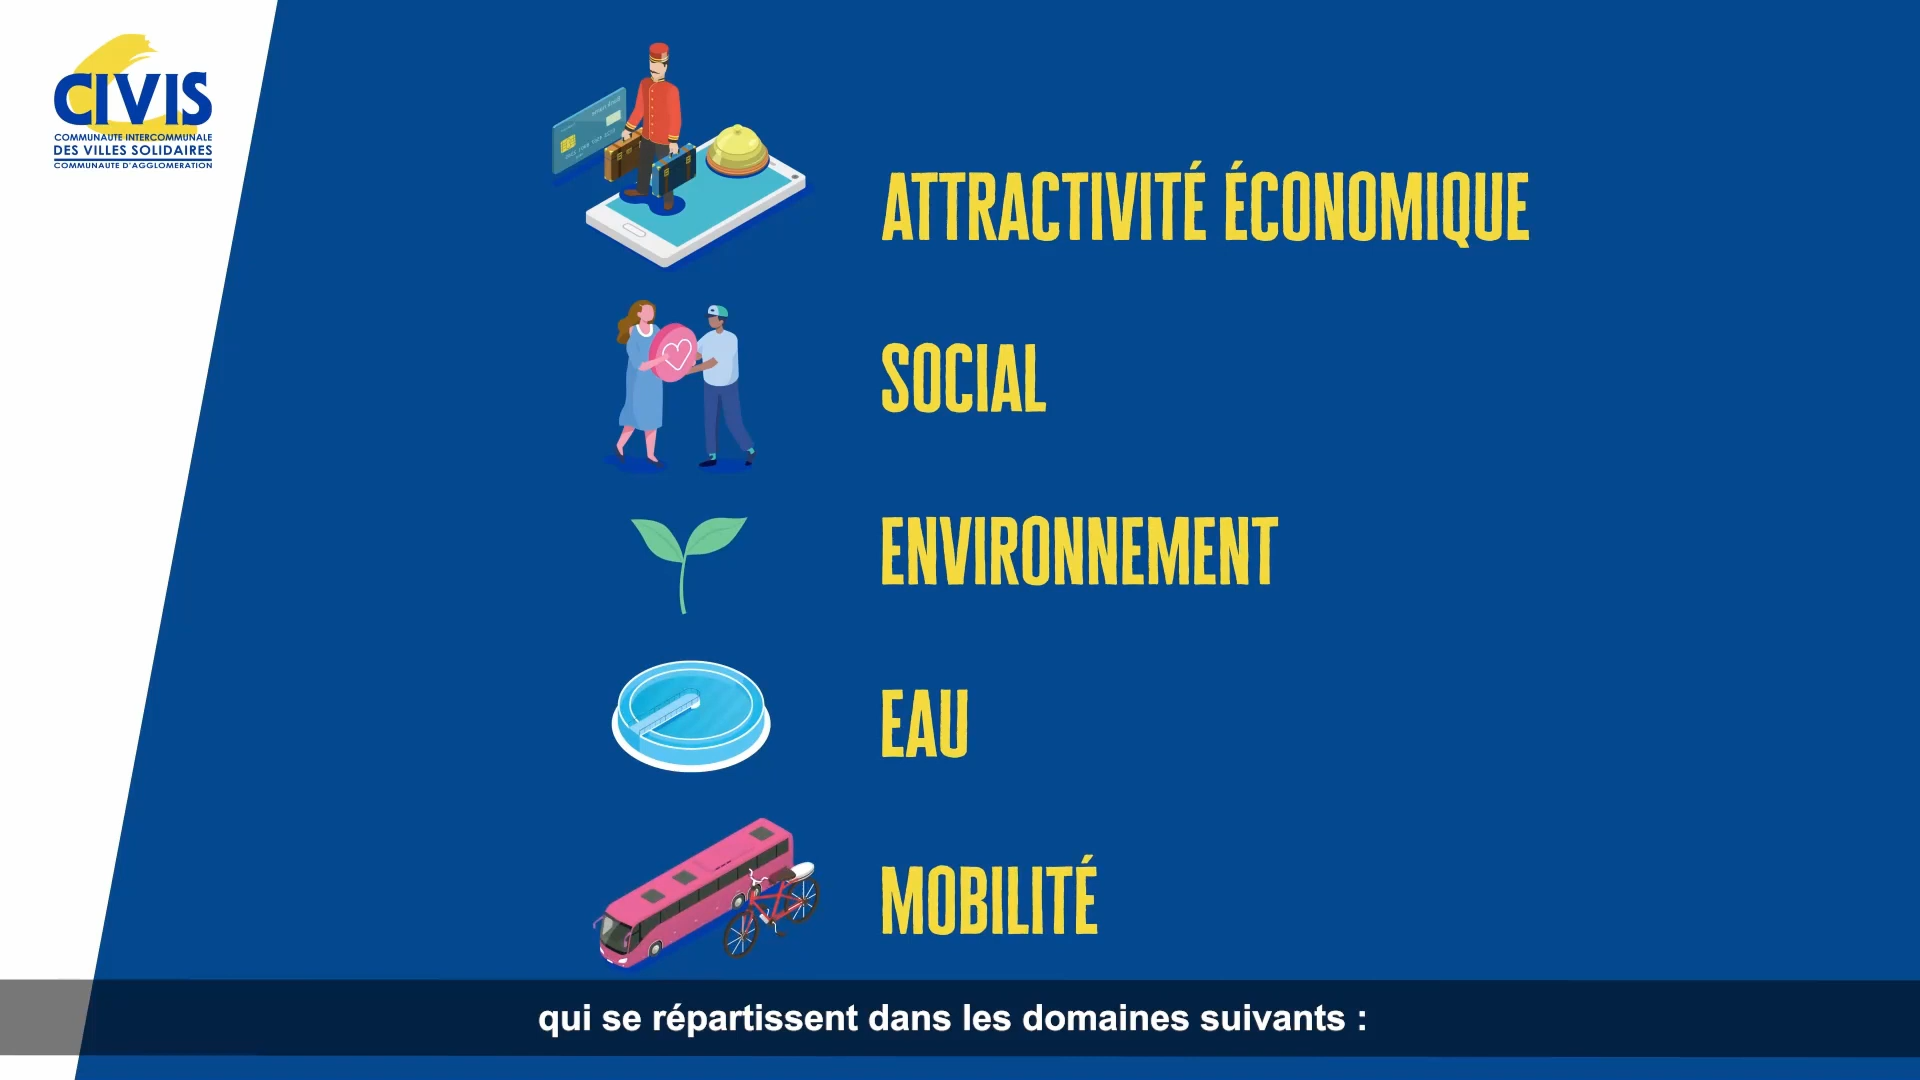 CIVIS
COMMUNAUTE INTERCOMMUNALE
DES VILLES SOLIDAIRES
COMMUNAUTE D'AGGLOMERATION
ATTRACTIVITÉ ÉCONOMIQUE
SOCIAL
ENVIRONNEMENT
EAU
MOBILITÉ
qui se répartissent dans les domaines suivants :